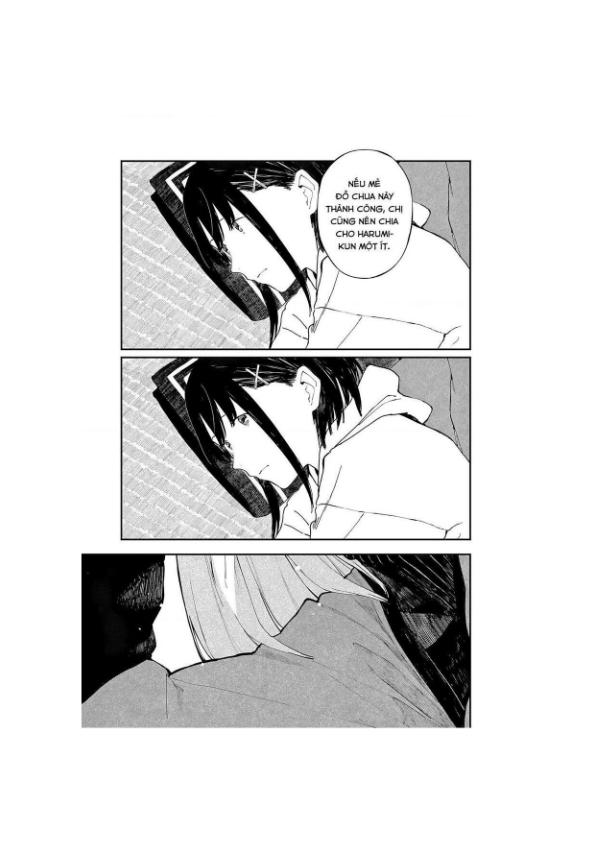 NẾU MẺ
ĐỒ CHUA NÀY
THÀNH CÔNG, CHỊ
CŨNG NÊN CHIA
CHO HARUMI-
KUN MỘT ÍT.